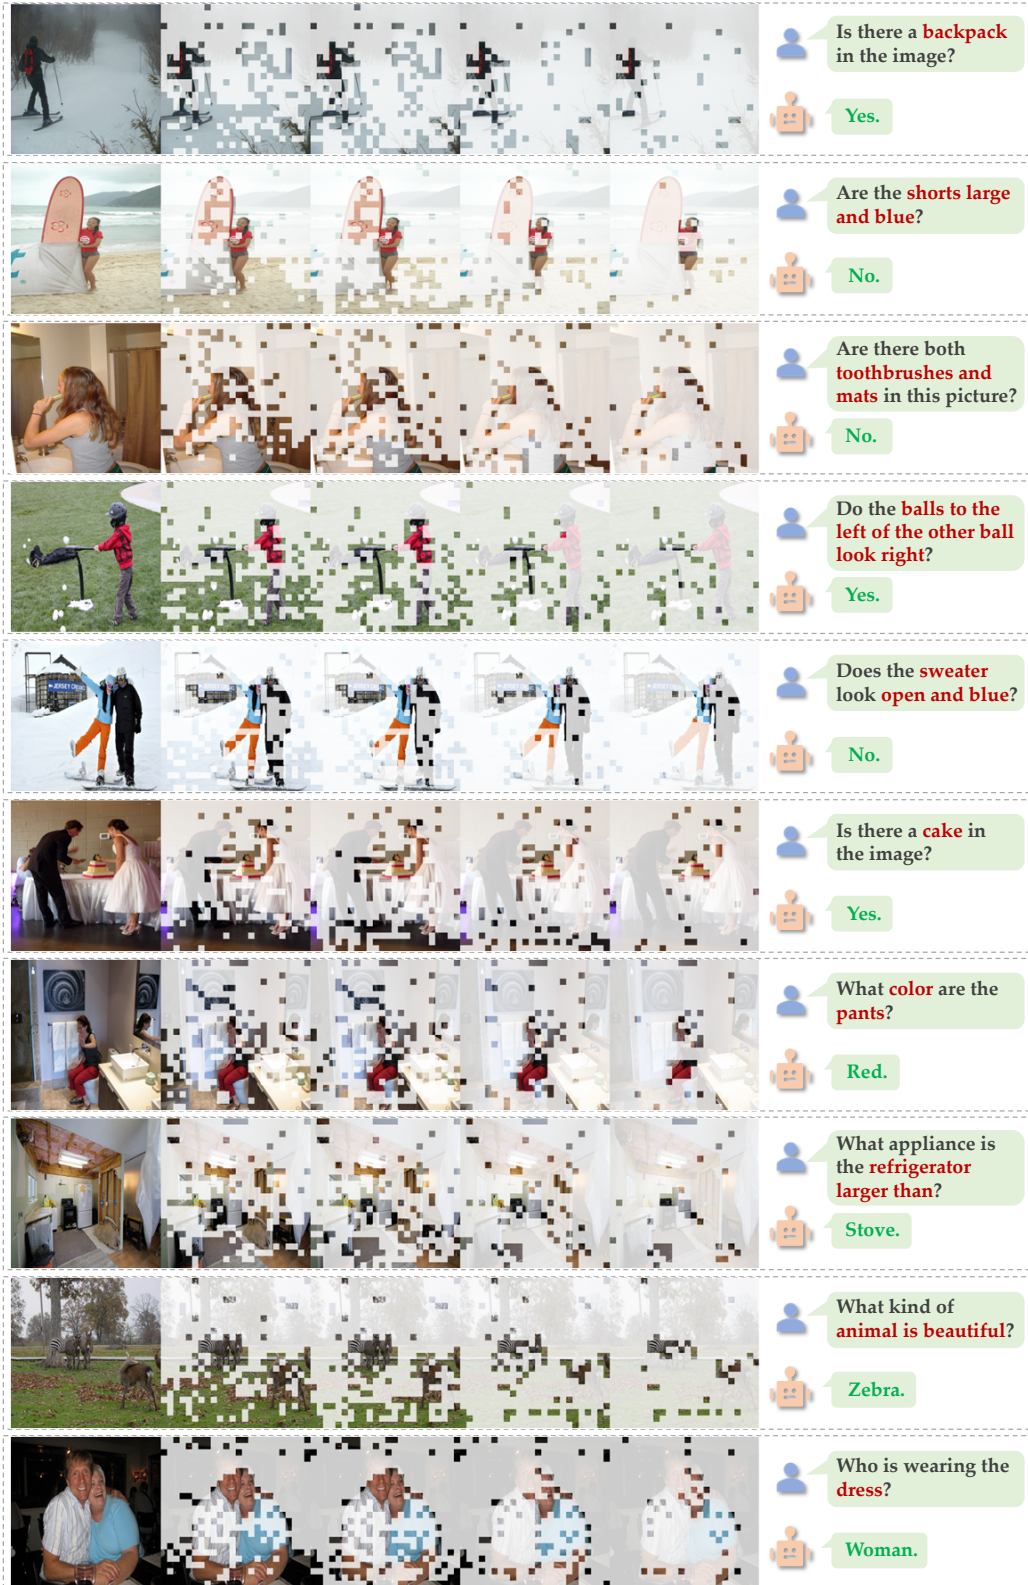 Is there a backpack
in the image?
Yes.
Are the shorts large
and blue?
No.
Are there both
toothbrushes and
mats in this picture?
No.
Do the balls to the
left of the other ball
look right?
Yes.
JERSEY CREAM
Does the sweater
look open and blue?
No.
Is there a cake in
the image?
Yes.
What color are the
pants?
Red.
What appliance is
the refrigerator
larger than?
Stove.
What kind of
animal is beautiful?
Zebra.
Who is wearing the
dress?
Woman.